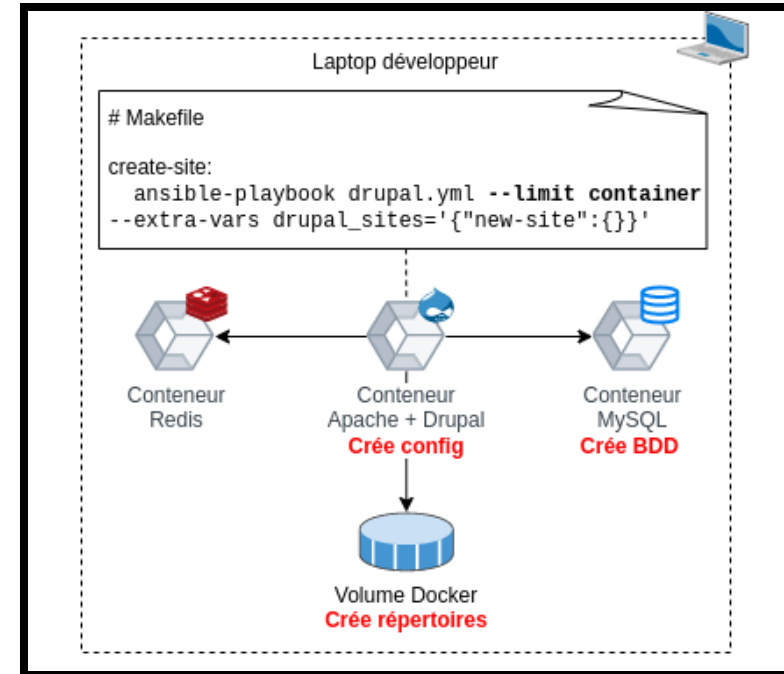 Laptop développeur
# Makefile
create-site:
ansible-playbook drupal.yml --limit container
--extra-vars drupal_sites='{"new-site":{}}'
Conteneur
Redis
Conteneur
Apache + Drupal
Crée config
Conteneur
MySQL
Crée BDD
Volume Docker
Crée répertoires